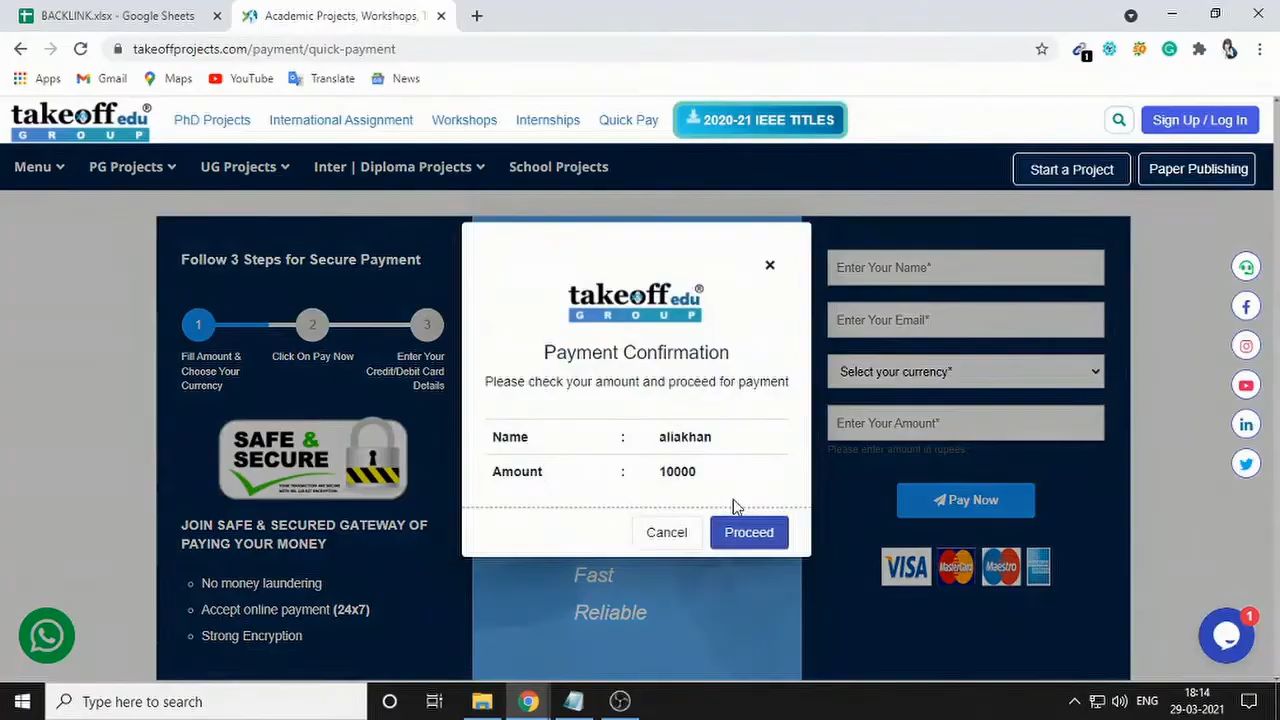 BACKLINK.xlsx - Google Sheets
Academic Projects, Workshops, T
takeoffprojects.com/payment/quick-payment
1
Apps
Gmail
Maps
YouTube
Translate
News
takeoff edu®
GROUP
PhD Projects
International Assignment
Workshops
Internships
Quick Pay
2020-21 IEEE TITLES
Sign Up / Log In
Menu
PG Projects
UG Projects
Inter | Diploma Projects
School Projects
Start a Project
Paper Publishing
Follow 3 Steps for Secure Payment
1
2
3
Fill Amount &
Choose Your
Currency
Click On Pay Now
Enter Your
Credit/Debit Card
Details
SAFE &
SECURE
JOIN SAFE & SECURED GATEWAY OF
PAYING YOUR MONEY
No money laundering
Accept online payment (24x7)
Strong Encryption
takeoff edu®
GROUP
Payment Confirmation
Please check your amount and proceed for payment
Name : aliakhan
Amount : 10000
Cancel
Proceed
Fast
Reliable
Enter Your Name*
Enter Your Email*
Select your currency*
Enter Your Amount*
Please enter amount in rupees
Pay Now
VISA
MasterCard
Maestro
1
Type here to search
ENG
18:14
29-03-2021